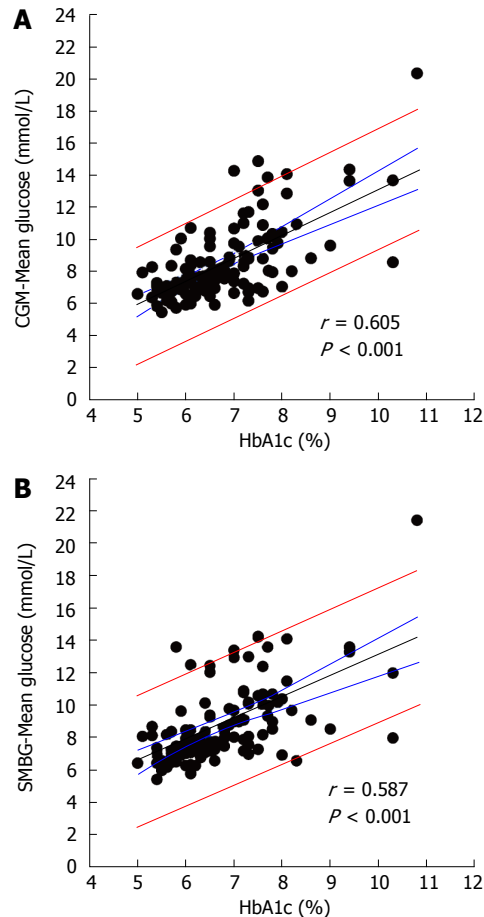 A
24
22
20
18
16
14
12
10
8
6
4
2
0
CGM-Mean glucose (mmol/L)
r = 0.605
P < 0.001
4 5 6 7 8 9 10 11 12
HbA1c (%)
B
24
22
20
18
16
14
12
10
8
6
4
2
0
SMBG-Mean glucose (mmol/L)
r = 0.587
P < 0.001
4 5 6 7 8 9 10 11 12
HbA1c (%)